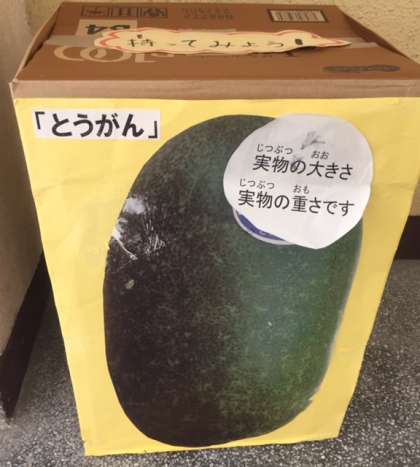 持ってみよう!
「とうがん」
じつぶつ おお
実物の大きさ
じつぶつ おも
実物の重さです